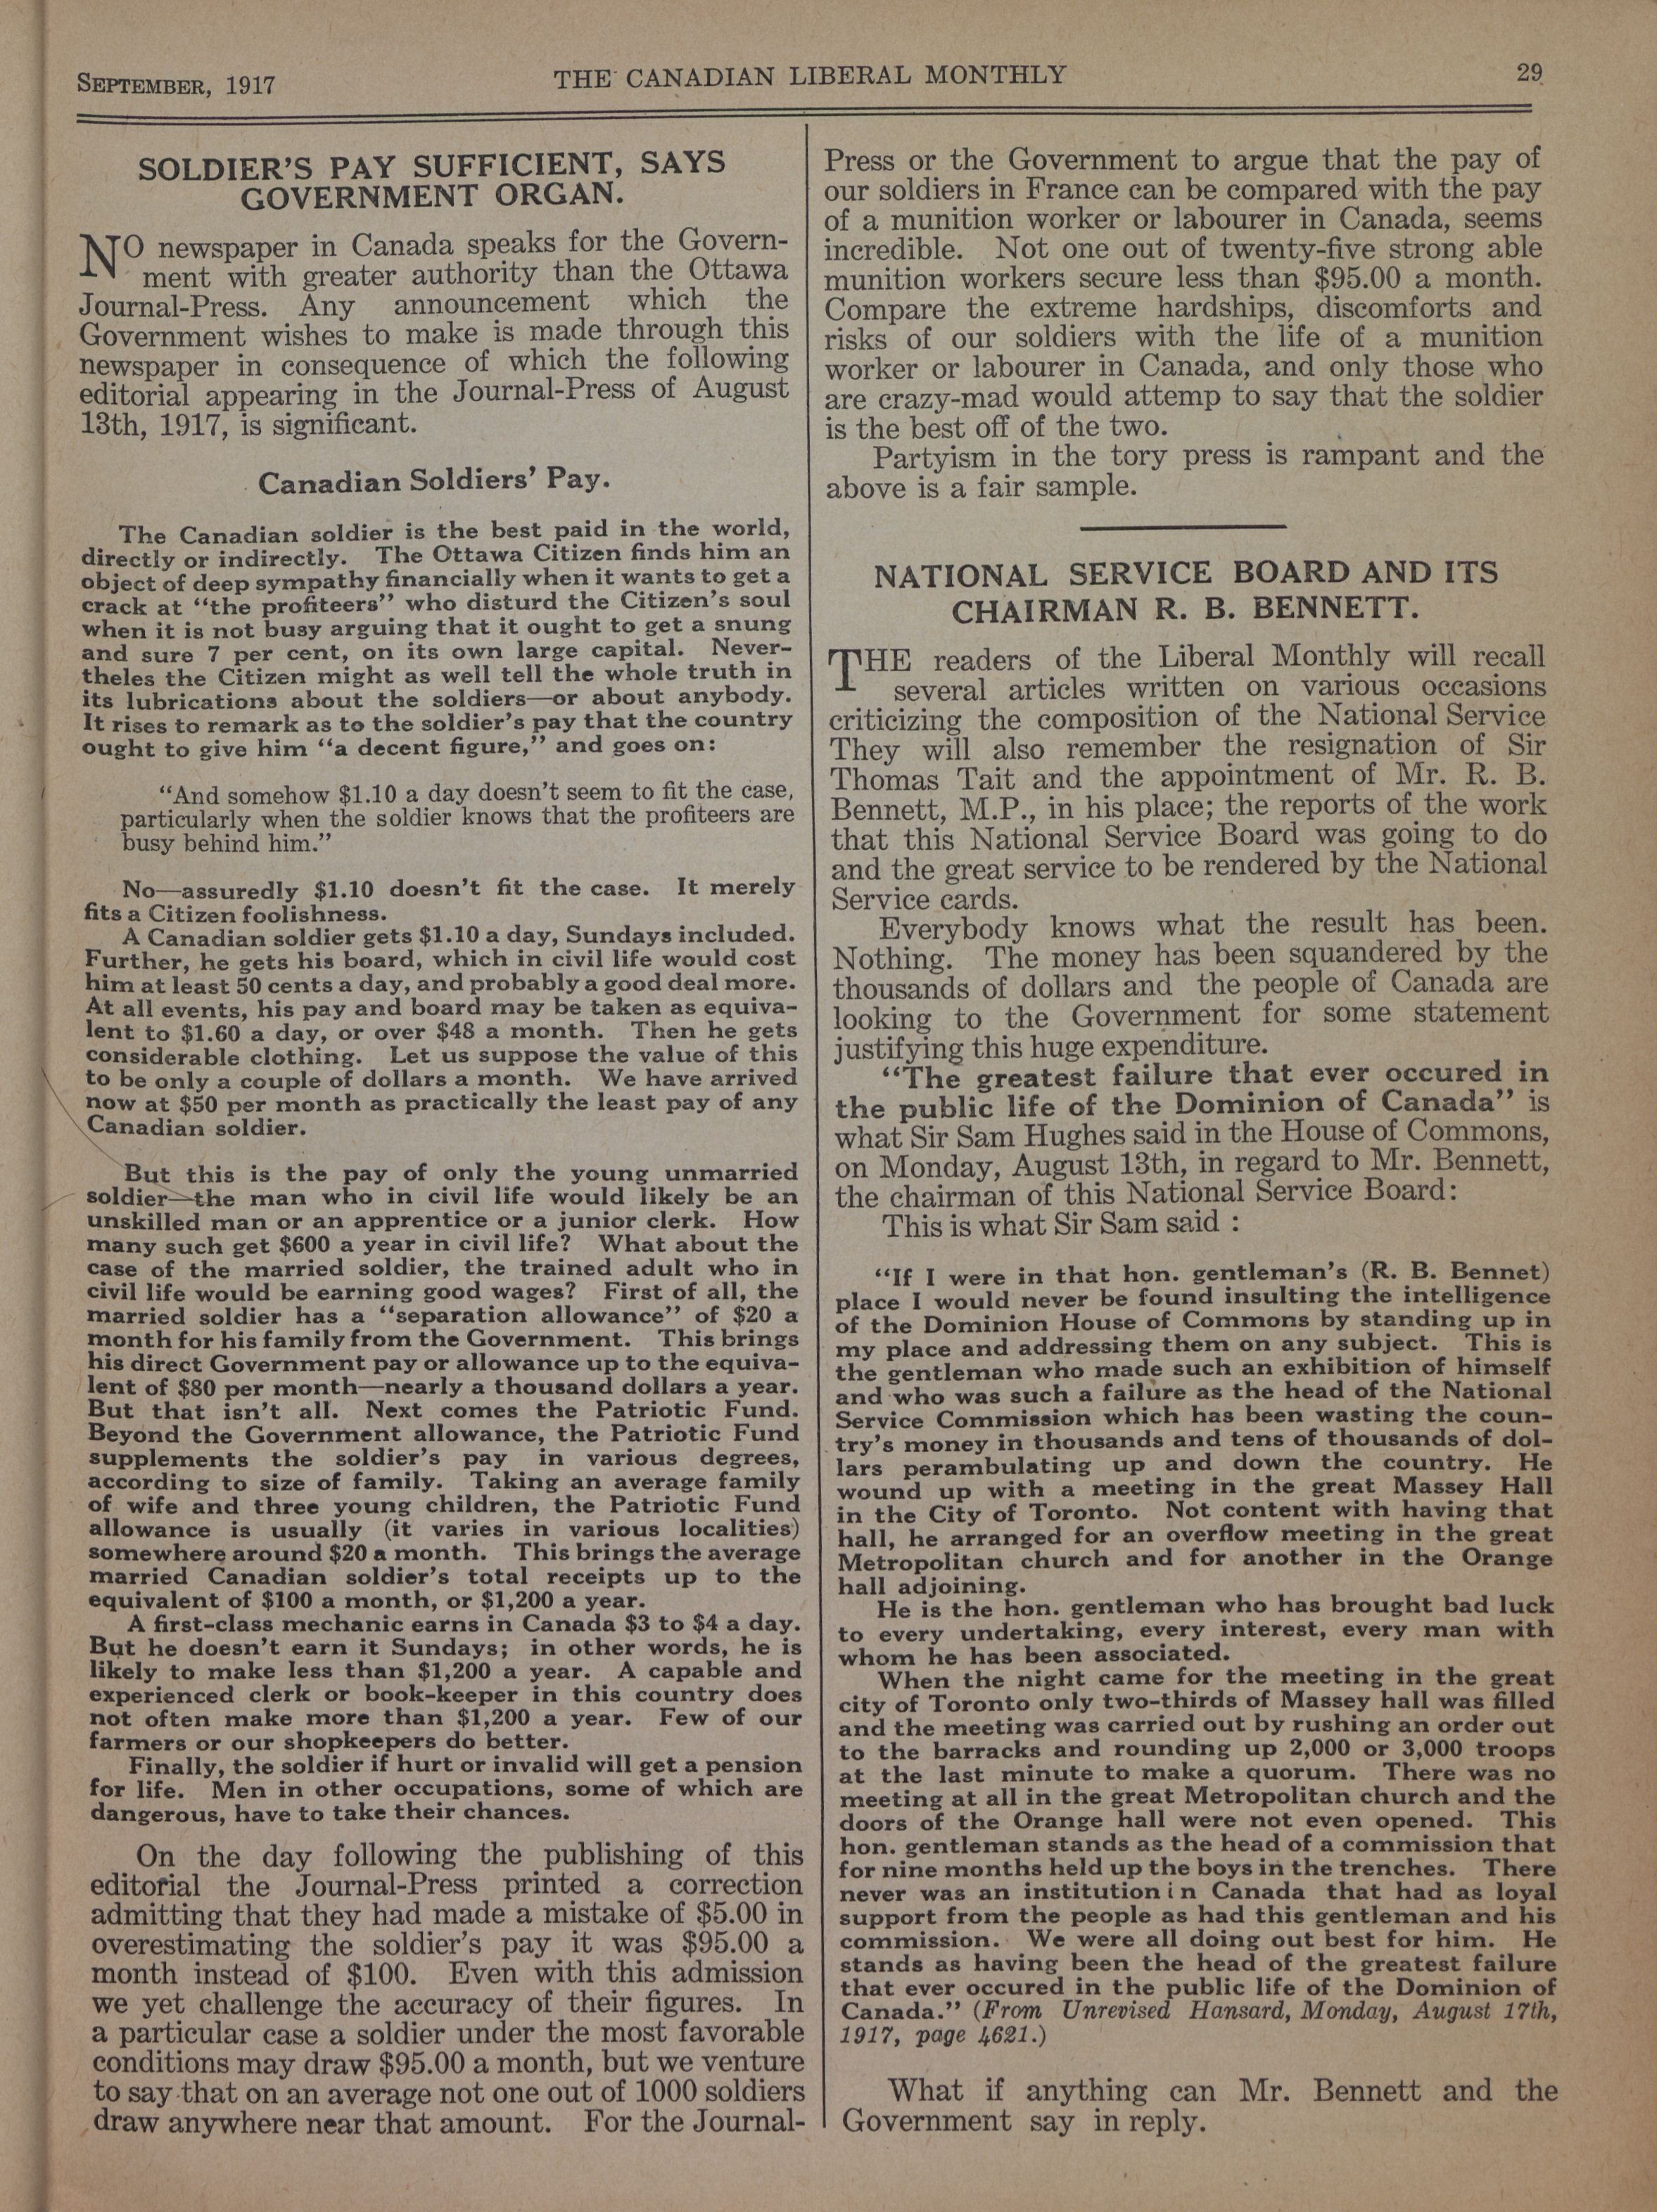 SEPTEMBER, 1917
THE CANADIAN LIBERAL MONTHLY
29
SOLDIER'S PAY SUFFICIENT, SAYS
GOVERNMENT ORGAN.
NO newspaper in Canada speaks for the Govern-
ment with greater authority than the Ottawa
Journal-Press. Any announcement which the
Government wishes to make is made through this
newspaper in consequence of which the following
editorial appearing in the Journal-Press of August
13th, 1917, is significant.
Canadian Soldiers' Pay.
The Canadian soldier is the best paid in the world,
directly or indirectly. The Ottawa Citizen finds him an
object of deep sympathy financially when it wants to get a
crack at "the profiteers" who disturd the Citizen's soul
when it is not busy arguing that it ought to get a snung
and sure 7 per cent, on its own large capital. Never-
theles the Citizen might as well tell the whole truth in
its lubrications about the soldiers—or about anybody.
It rises to remark as to the soldier's pay that the country
ought to give him "a decent figure," and goes on:
"And somehow $1.10 a day doesn't seem to fit the case,
particularly when the soldier knows that the profiteers are
busy behind him."
No—assuredly $1.10 doesn't fit the case. It merely
fits a Citizen foolishness.
A Canadian soldier gets $1.10 a day, Sundays included.
Further, he gets his board, which in civil life would cost
him at least 50 cents a day, and probably a good deal more.
At all events, his pay and board may be taken as equiva-
lent to $1.60 a day, or over $48 a month. Then he gets
considerable clothing. Let us suppose the value of this
to be only a couple of dollars a month. We have arrived
now at $50 per month as practically the least pay of any
Canadian soldier.
But this is the pay of only the young unmarried
soldier—the man who in civil life would likely be an
unskilled man or an apprentice or a junior clerk. How
many such get $600 a year in civil life? What about the
case of the married soldier, the trained adult who in
civil life would be earning good wages? First of all, the
married soldier has a "separation allowance" of $20 a
month for his family from the Government. This brings
his direct Government pay or allowance up to the equiva-
lent of $80 per month—nearly a thousand dollars a year.
But that isn't all. Next comes the Patriotic Fund.
Beyond the Government allowance, the Patriotic Fund
supplements the soldier's pay in various degrees,
according to size of family. Taking an average family
of wife and three young children, the Patriotic Fund
allowance is usually (it varies in various localities)
somewhere around $20 a month. This brings the average
married Canadian soldier's total receipts up to the
equivalent of $100 a month, or $1,200 a year.
A first-class mechanic earns in Canada $3 to $4 a day.
But he doesn't earn it Sundays; in other words, he is
likely to make less than $1,200 a year. A capable and
experienced clerk or book-keeper in this country does
not often make more than $1,200 a year. Few of our
farmers or our shopkeepers do better.
Finally, the soldier if hurt or invalid will get a pension
for life. Men in other occupations, some of which are
dangerous, have to take their chances.
On the day following the publishing of this
editorial the Journal-Press printed a correction
admitting that they had made a mistake of $5.00 in
overestimating the soldier's pay it was $95.00 a
month instead of $100. Even with this admission
we yet challenge the accuracy of their figures. In
a particular case a soldier under the most favorable
conditions may draw $95.00 a month, but we venture
to say that on an average not one out of 1000 soldiers
draw anywhere near that amount. For the Journal-
Press or the Government to argue that the pay of
our soldiers in France can be compared with the pay
of a munition worker or labourer in Canada, seems
incredible. Not one out of twenty-five strong able
munition workers secure less than $95.00 a month.
Compare the extreme hardships, discomforts and
risks of our soldiers with the life of a munition
worker or labourer in Canada, and only those who
are crazy-mad would attemp to say that the soldier
is the best off of the two.
Partyism in the tory press is rampant and the
above is a fair sample.
NATIONAL SERVICE BOARD AND ITS
CHAIRMAN R. B. BENNETT.
THE readers of the Liberal Monthly will recall
several articles written on various occasions
criticizing the composition of the National Service
They will also remember the resignation of Sir
Thomas Tait and the appointment of Mr. R. B.
Bennett, M.P., in his place; the reports of the work
that this National Service Board was going to do
and the great service to be rendered by the National
Service cards.
Everybody knows what the result has been.
Nothing. The money has been squandered by the
thousands of dollars and the people of Canada are
looking to the Government for some statement
justifying this huge expenditure.
"The greatest failure that ever occured in
the public life of the Dominion of Canada" is
what Sir Sam Hughes said in the House of Commons,
on Monday, August 13th, in regard to Mr. Bennett,
the chairman of this National Service Board:
This is what Sir Sam said :
"If I were in that hon. gentleman's (R. B. Bennet)
place I would never be found insulting the intelligence
of the Dominion House of Commons by standing up in
my place and addressing them on any subject. This is
the gentleman who made such an exhibition of himself
and who was such a failure as the head of the National
Service Commission which has been wasting the coun-
try's money in thousands and tens of thousands of dol-
lars perambulating up and down the country. He
wound up with a meeting in the great Massey Hall
in the City of Toronto. Not content with having that
hall, he arranged for an overflow meeting in the great
Metropolitan church and for another in the Orange
hall adjoining.
He is the hon. gentleman who has brought bad luck
to every undertaking, every interest, every man with
whom he has been associated.
When the night came for the meeting in the great
city of Toronto only two-thirds of Massey hall was filled
and the meeting was carried out by rushing an order out
to the barracks and rounding up 2,000 or 3,000 troops
at the last minute to make a quorum. There was no
meeting at all in the great Metropolitan church and the
doors of the Orange hall were not even opened. This
hon. gentleman stands as the head of a commission that
for nine months held up the boys in the trenches. There
never was an institution in Canada that had as loyal
support from the people as had this gentleman and his
commission. We were all doing out best for him. He
stands as having been the head of the greatest failure
that ever occured in the public life of the Dominion of
Canada." (From Unrevised Hansard, Monday, August 17th,
1917, page 4621.)
What if anything can Mr. Bennett and the
Government say in reply.